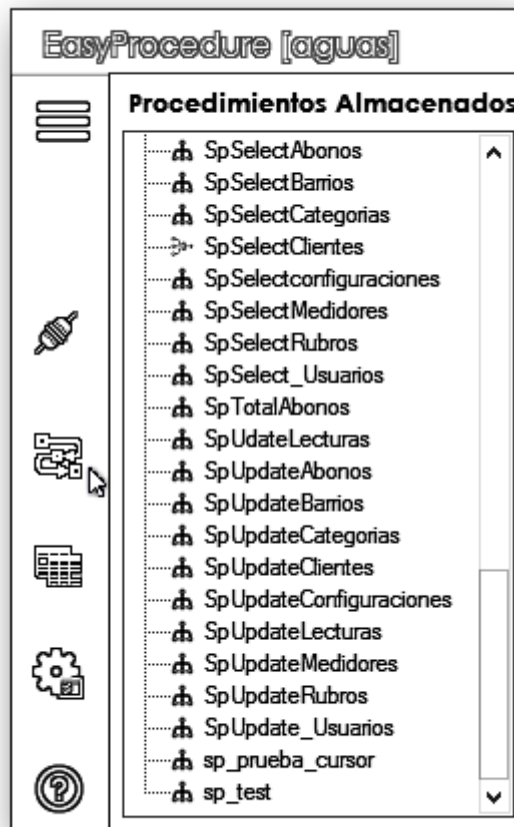 EasyProcedure [aguas]
Procedimientos Almacenados
SpSelectAbonos
SpSelectBarrios
SpSelectCategorias
SpSelectClientes
SpSelectconfiguraciones
SpSelectMedidores
SpSelectRubros
SpSelect_Usuarios
SpTotalAbonos
SpUdateLecturas
SpUpdateAbonos
SpUpdateBarrios
SpUpdateCategorias
SpUpdateClientes
SpUpdateConfiguraciones
SpUpdateLecturas
SpUpdateMedidores
SpUpdateRubros
SpUpdate_Usuarios
sp_prueba_cursor
sp_test
?